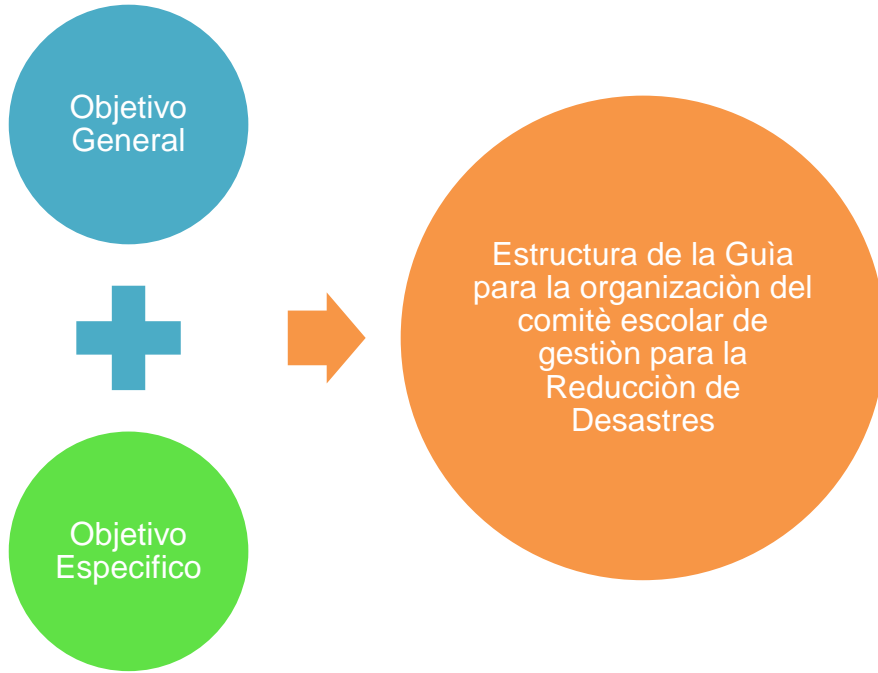 Objetivo
General
Objetivo
Especifico
Estructura de la Guìa
para la organizaciòn del
comitè escolar de
gestiòn para la
Reducciòn de
Desastres